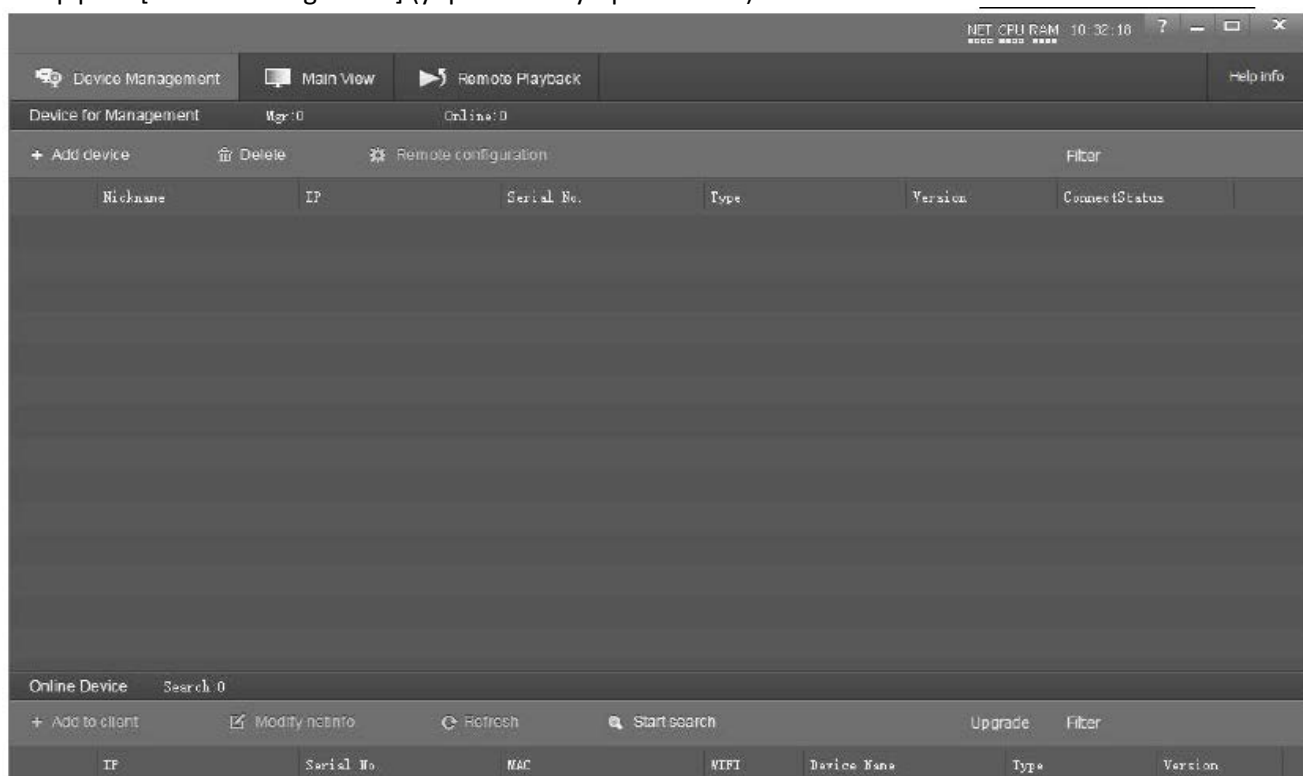 NET CPU RAM 10:32:18 ?
Device Management Main View Remote Playback Help info
Device for Management Mgr:0 Online:0
+ Add device Delete Remote configuration Filter
Nickname IP Serial No. Type Version ConnectStatus
Online Device Search:0
+ Add to client Modify netinfo Refresh Start search Upgrade Filter
IP Serial No MAC WIFI Device Name Type Version